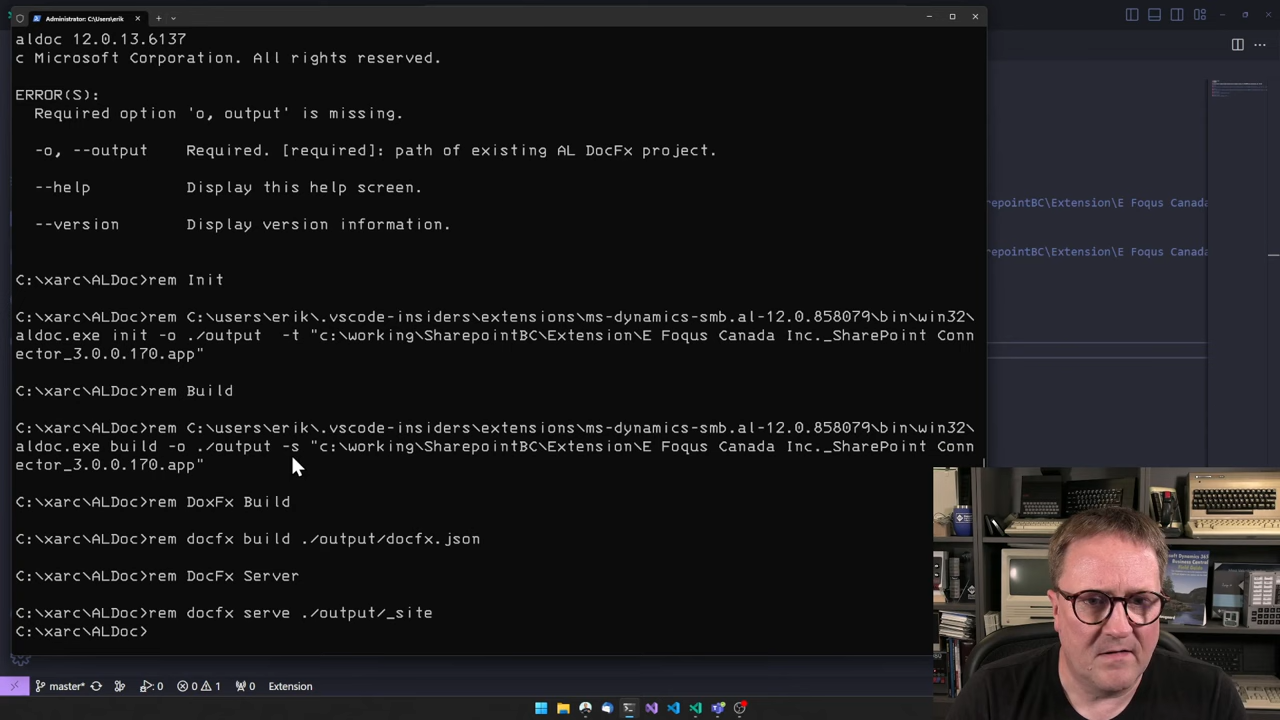 Administrator: C:\Users\erik
aldoc 12.0.13.6137
c Microsoft Corporation. All rights reserved.
ERROR(S):
Required option 'o, output' is missing.
-o, --output Required. [required]: path of existing AL DocFx project.
--help Display this help screen.
--version Display version information.
C:\xarc\ALDoc>rem Init
C:\xarc\ALDoc>rem C:\users\erik\.vscode-insiders\extensions\ms-dynamics-smb.al-12.0.858079\bin\win32\
aldoc.exe init -o ./output  -t "c:\working\SharepointBC\Extension\E Foqus Canada Inc._SharePoint Conn
ector_3.0.0.170.app"
C:\xarc\ALDoc>rem Build
C:\xarc\ALDoc>rem C:\users\erik\.vscode-insiders\extensions\ms-dynamics-smb.al-12.0.858079\bin\win32\
aldoc.exe build -o ./output -s "c:\working\SharepointBC\Extension\E Foqus Canada Inc._SharePoint Conn
ector_3.0.0.170.app"
C:\xarc\ALDoc>rem DoxFx Build
C:\xarc\ALDoc>rem docfx build ./output/docfx.json
C:\xarc\ALDoc>rem DocFx Server
C:\xarc\ALDoc>rem docfx serve ./output/_site
C:\xarc\ALDoc>
repointBC\Extension\E Foqus Canada
repointBC\Extension\E Foqus Canada
master* 0 0 1 0 Extension
Microsoft Dynamics 365
Business Central
Field Guide